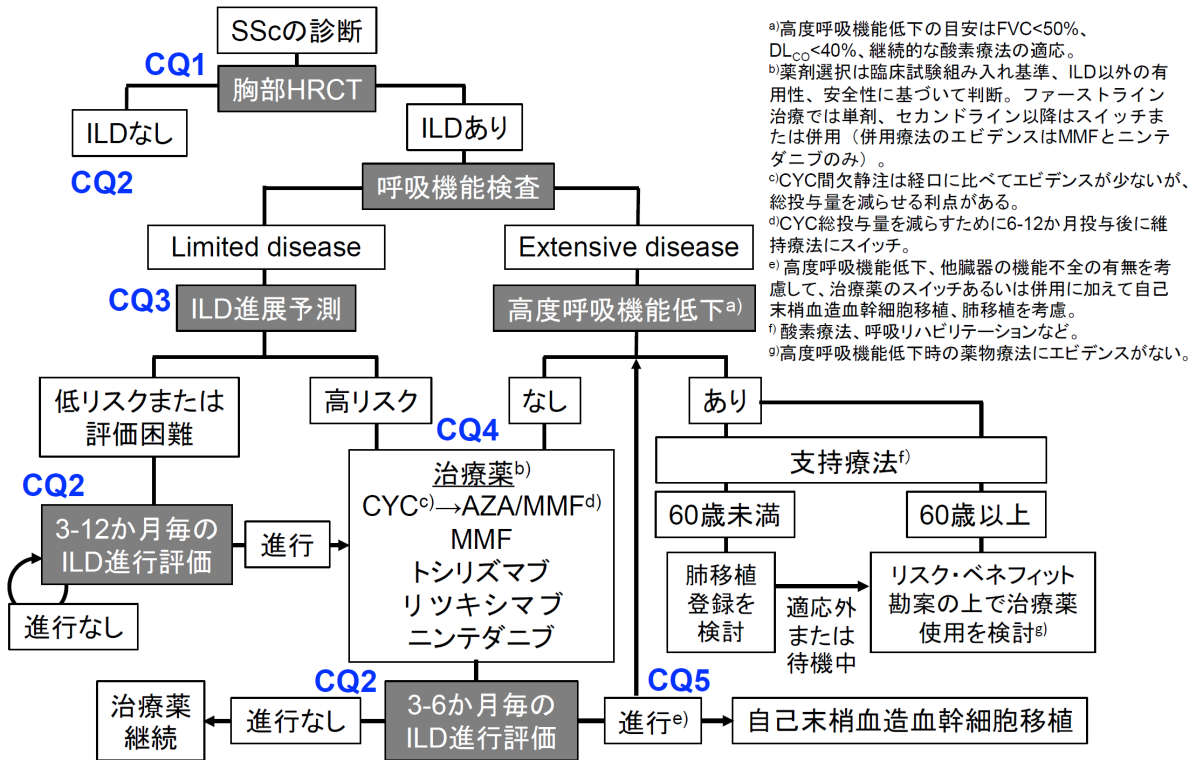 SScの診断
CQ1
胸部HRCT
ILDなし
ILDあり
CQ2
呼吸機能検査
Limited disease
Extensive disease
CQ3
ILD進展予測
高度呼吸機能低下a)
低リスクまたは
評価困難
高リスク
なし
あり
CQ4
CQ2
治療薬b)
CYCc)→AZA/MMFd)
MMF
トシリズマブ
リツキシマブ
ニンテダニブ
支持療法f)
60歳未満
60歳以上
3-12か月毎の
ILD進行評価
進行
進行なし
肺移植
登録を
検討
適応外
または
待機中
リスク・ベネフィット
勘案の上で治療薬
使用を検討g)
CQ2
CQ5
治療薬
継続
進行なし
3-6か月毎の
ILD進行評価
進行e)
自己末梢血造血幹細胞移植
a)高度呼吸機能低下の目安はFVC<50%、
DLCO<40%、継続的な酸素療法の適応。
b)薬剤選択は臨床試験組み入れ基準、ILD以外の有
用性、安全性に基づいて判断。ファーストライン
治療では単剤、セカンドライン以降はスイッチま
たは併用（併用療法のエビデンスはMMFとニンテ
ダニブのみ）。
c)CYC間欠静注は経口に比べてエビデンスが少ないが、
総投与量を減らせる利点がある。
d)CYC総投与量を減らすために6-12か月投与後に維
持療法にスイッチ。
e) 高度呼吸機能低下、他臓器の機能不全の有無を考
慮して、治療薬のスイッチあるいは併用に加えて自己
末梢血造血幹細胞移植、肺移植を考慮。
f) 酸素療法、呼吸リハビリテーションなど。
g)高度呼吸機能低下時の薬物療法にエビデンスがない。